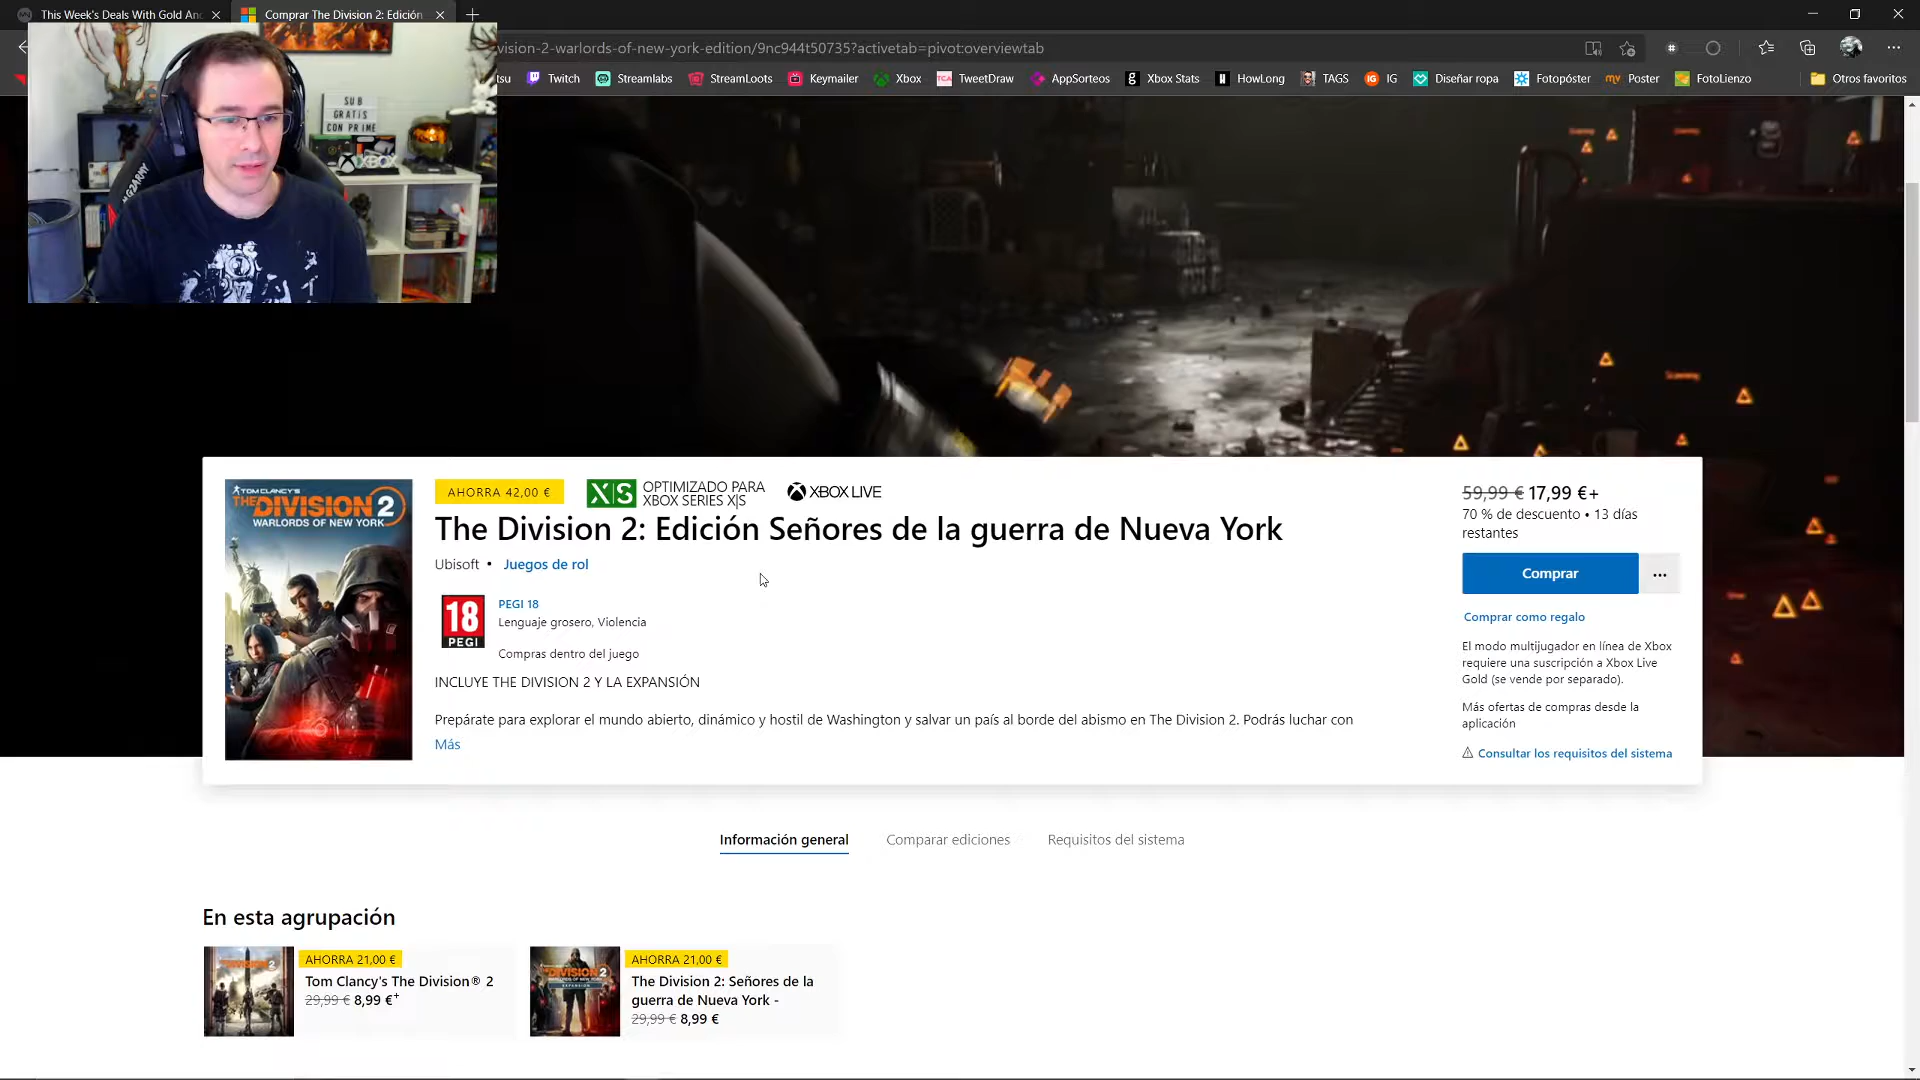 This Week's Deals With Gold And
Comprar The Division 2: Edición
vision-2-warlords-of-new-york-edition/9nc944t50735?activetab=pivot:overviewtab
tsu
Twitch
Streamlabs
StreamLoots
Keymailer
Xbox
TCA TweetDraw
AppSorteos
g Xbox Stats
H HowLong
TAGS
IG IG
Diseñar ropa
Fotopóster
my Poster
FotoLienzo
Otros favoritos
SUB
GRATIS
CON PRIME
XBOX
AHORRA 42,00 €
X|S
OPTIMIZADO PARA
XBOX SERIES X|S
XBOX LIVE
The Division 2: Edición Señores de la guerra de Nueva York
Ubisoft • Juegos de rol
18
PEGI
PEGI 18
Lenguaje grosero, Violencia
Compras dentro del juego
INCLUYE THE DIVISION 2 Y LA EXPANSIÓN
Prepárate para explorar el mundo abierto, dinámico y hostil de Washington y salvar un país al borde del abismo en The Division 2. Podrás luchar con
Más
TOM CLANCY'S
THE DIVISION 2
WARLORDS OF NEW YORK
59,99 € 17,99 €+
70 % de descuento • 13 días
restantes
Comprar
...
Comprar como regalo
El modo multijugador en línea de Xbox
requiere una suscripción a Xbox Live
Gold (se vende por separado).
Más ofertas de compras desde la
aplicación
Consultar los requisitos del sistema
Información general
Comparar ediciones
Requisitos del sistema
En esta agrupación
AHORRA 21,00 €
Tom Clancy's The Division® 2
29,99 € 8,99 €+
AHORRA 21,00 €
The Division 2: Señores de la
guerra de Nueva York -
29,99 € 8,99 €